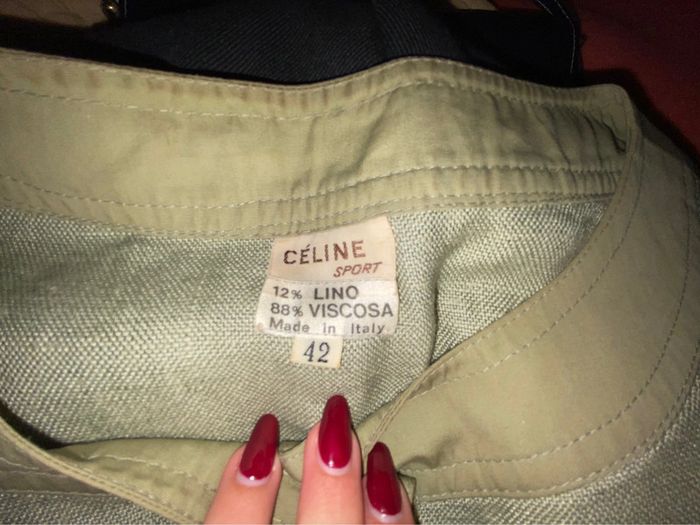 CÉLINE
SPORT
12% LINO
88% VISCOSA
Made in Italy
42